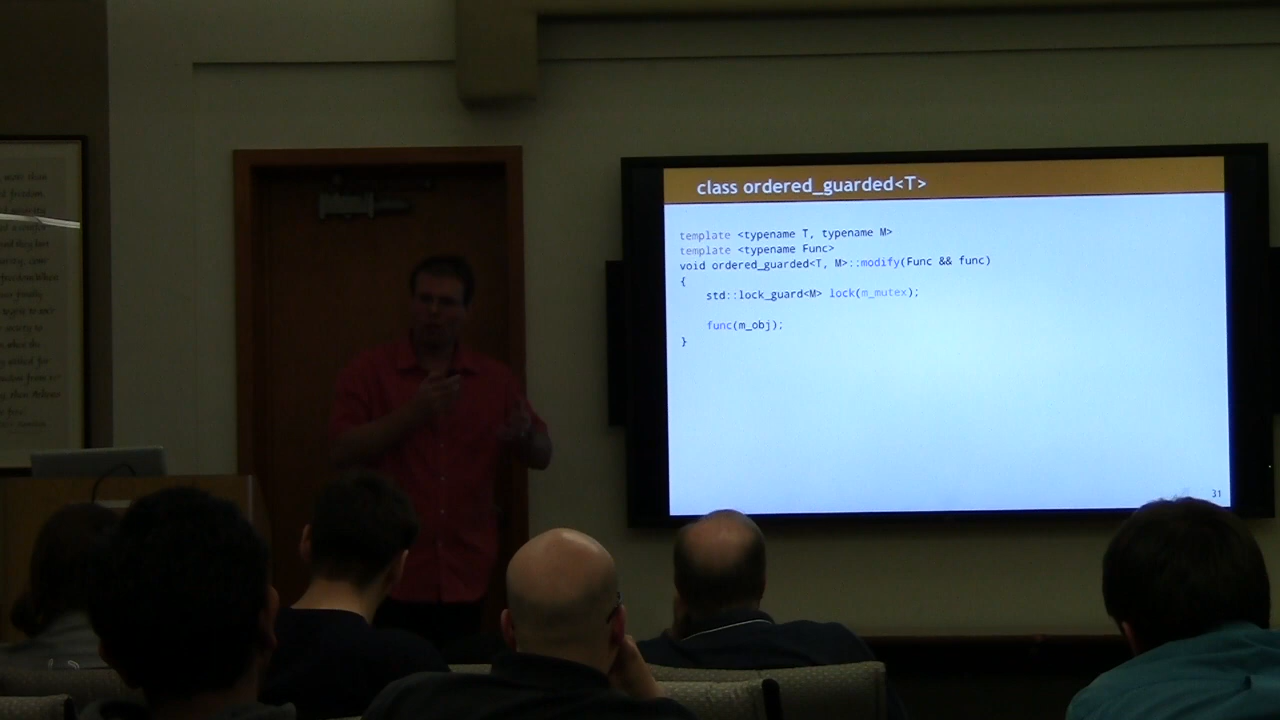 class ordered_guarded<T>
template <typename T, typename M>
template <typename Func>
void ordered_guarded<T, M>::modify(Func && func)
{
std::lock_guard<M> lock(m_mutex);
func(m_obj);
}
31